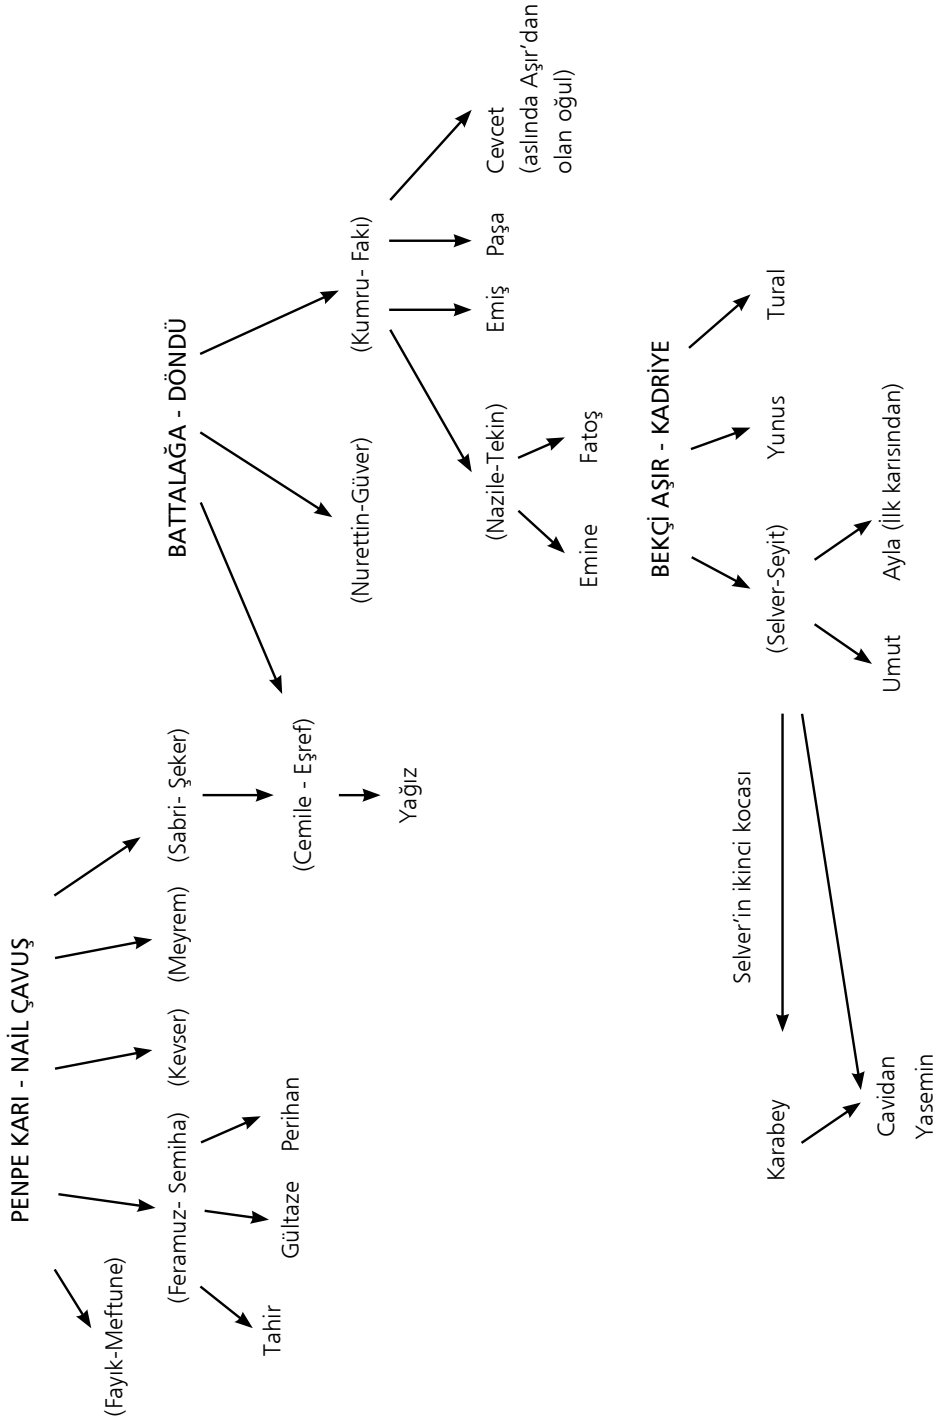 PENPE KARI - NAİL ÇAVUŞ
(Fayık-Meftune)
(Feramuz- Semiha)
(Kevser)
(Meyrem)
(Sabri- Şeker)
Tahir
Gültaze
Perihan
(Cemile - Eşref)
Yağız
BATTALAĞA - DÖNDÜ
(Nurettin-Güver)
(Kumru- Fakı)
(Nazile-Tekin)
Emiş
Paşa
Cevcet
(aslında Aşır’dan
olan oğul)
Emine
Fatoş
BEKÇİ AŞIR - KADRİYE
(Selver-Seyit)
Yunus
Tural
Umut
Ayla (İlk karısından)
Selver’in ikinci kocası
Karabey
Cavidan
Yasemin